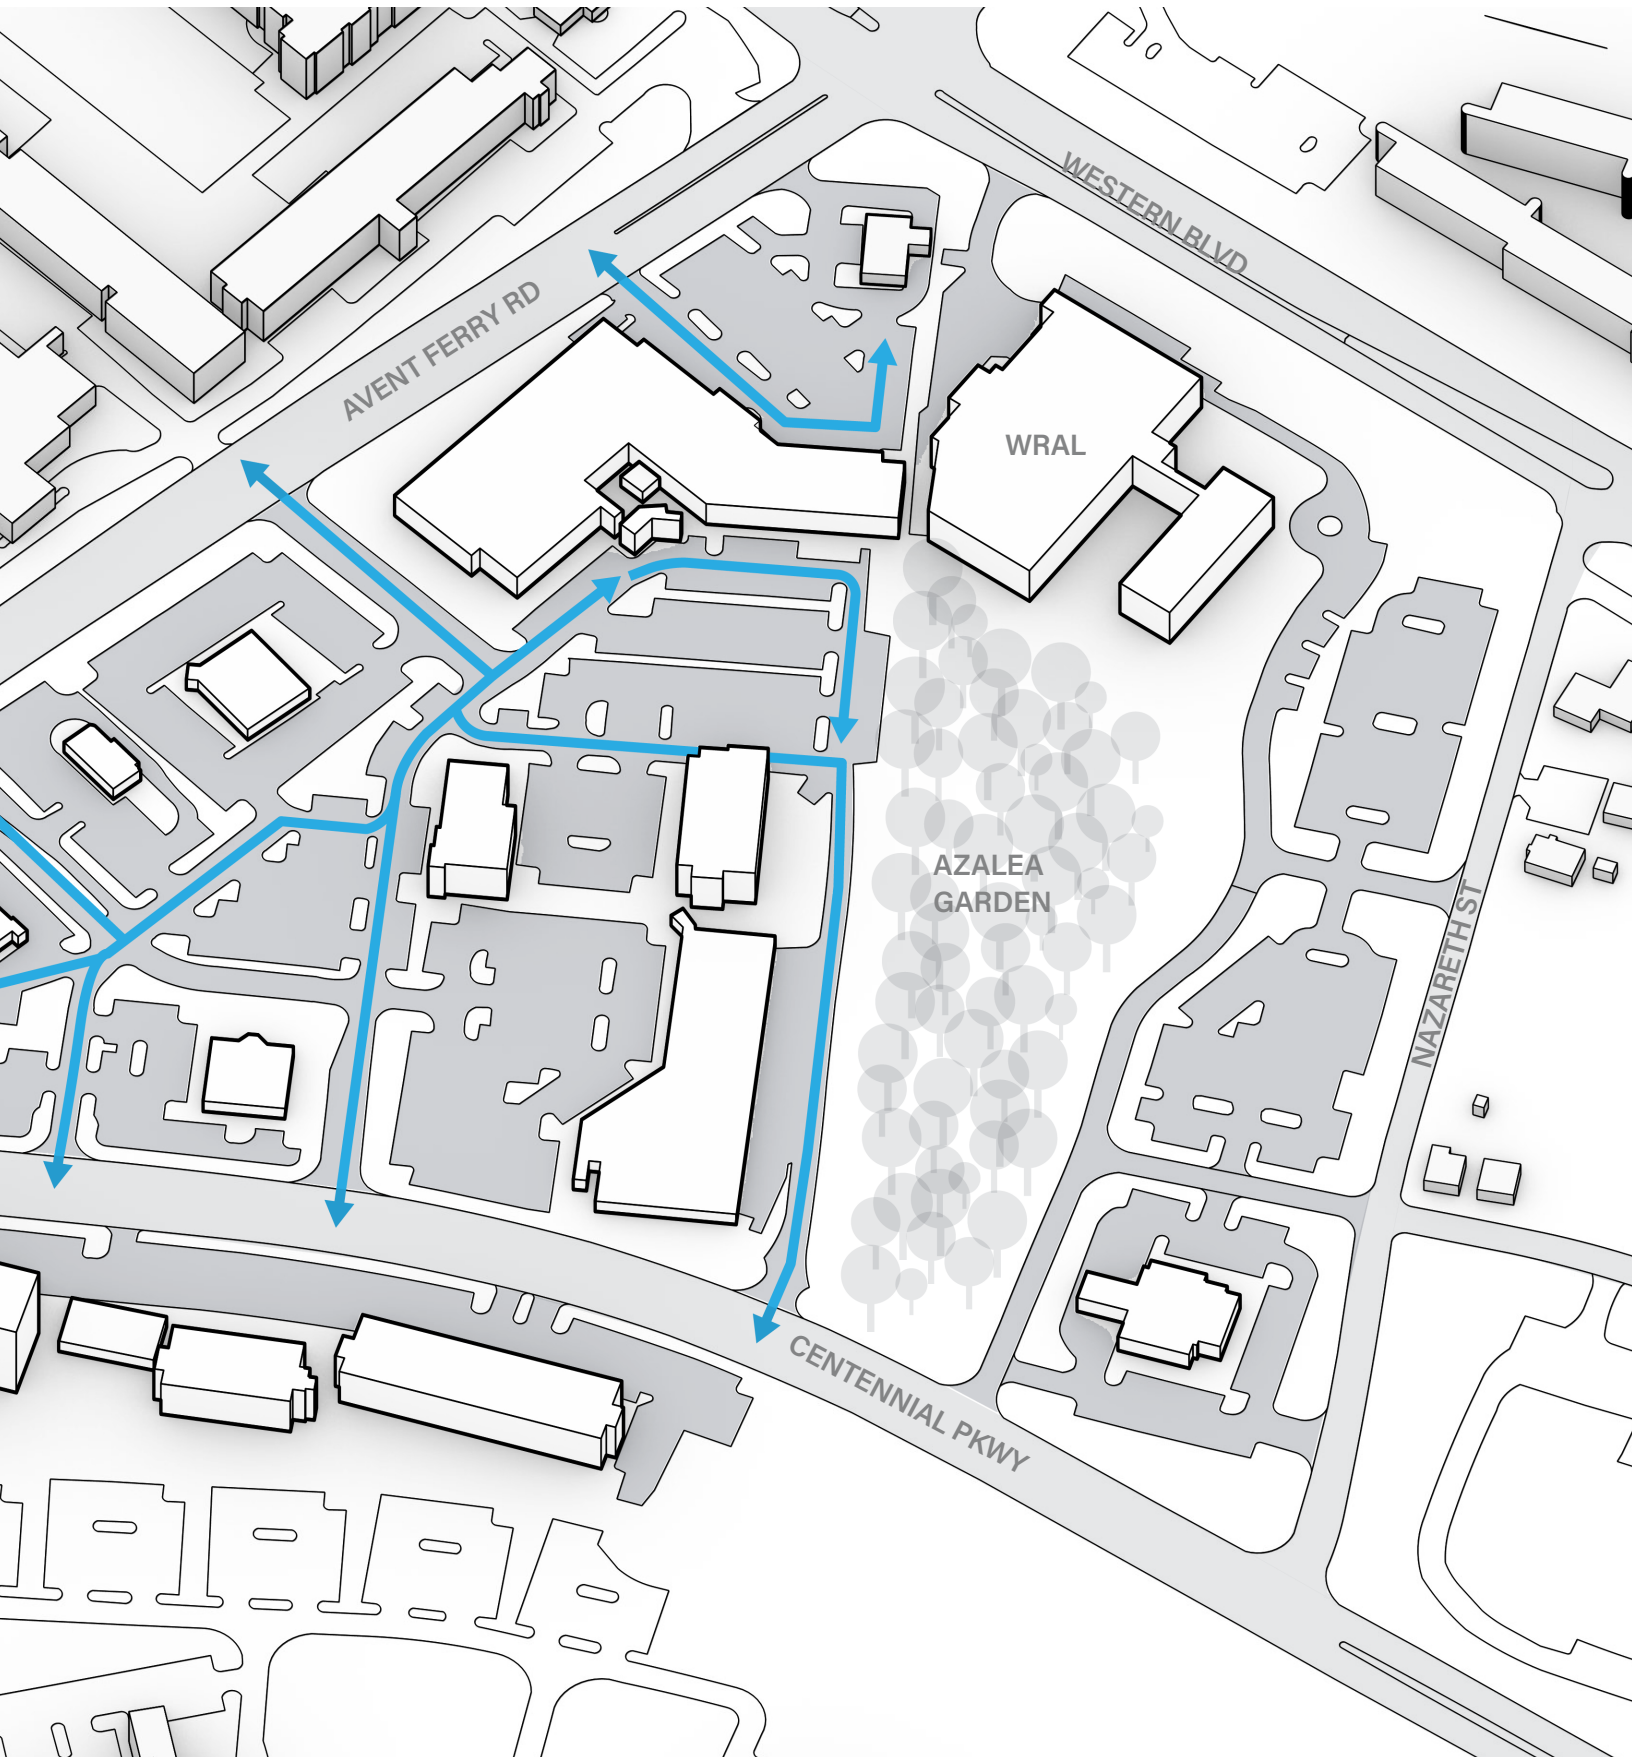 WESTERN BLVD
AVENT FERRY RD
WRAL
AZALEA
GARDEN
NAZARETH ST
CENTENNIAL PKWY